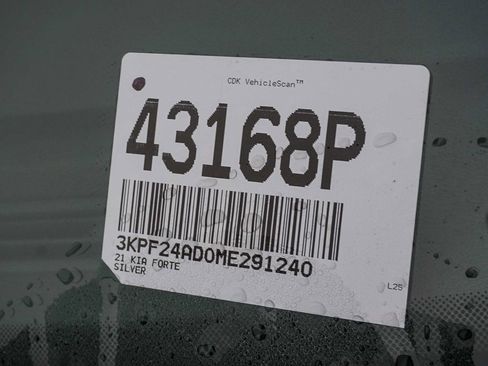 CDK VehicleScan™
43168P
3KPF24AD0ME291240
21 KIA FORTE
SILVER
L25